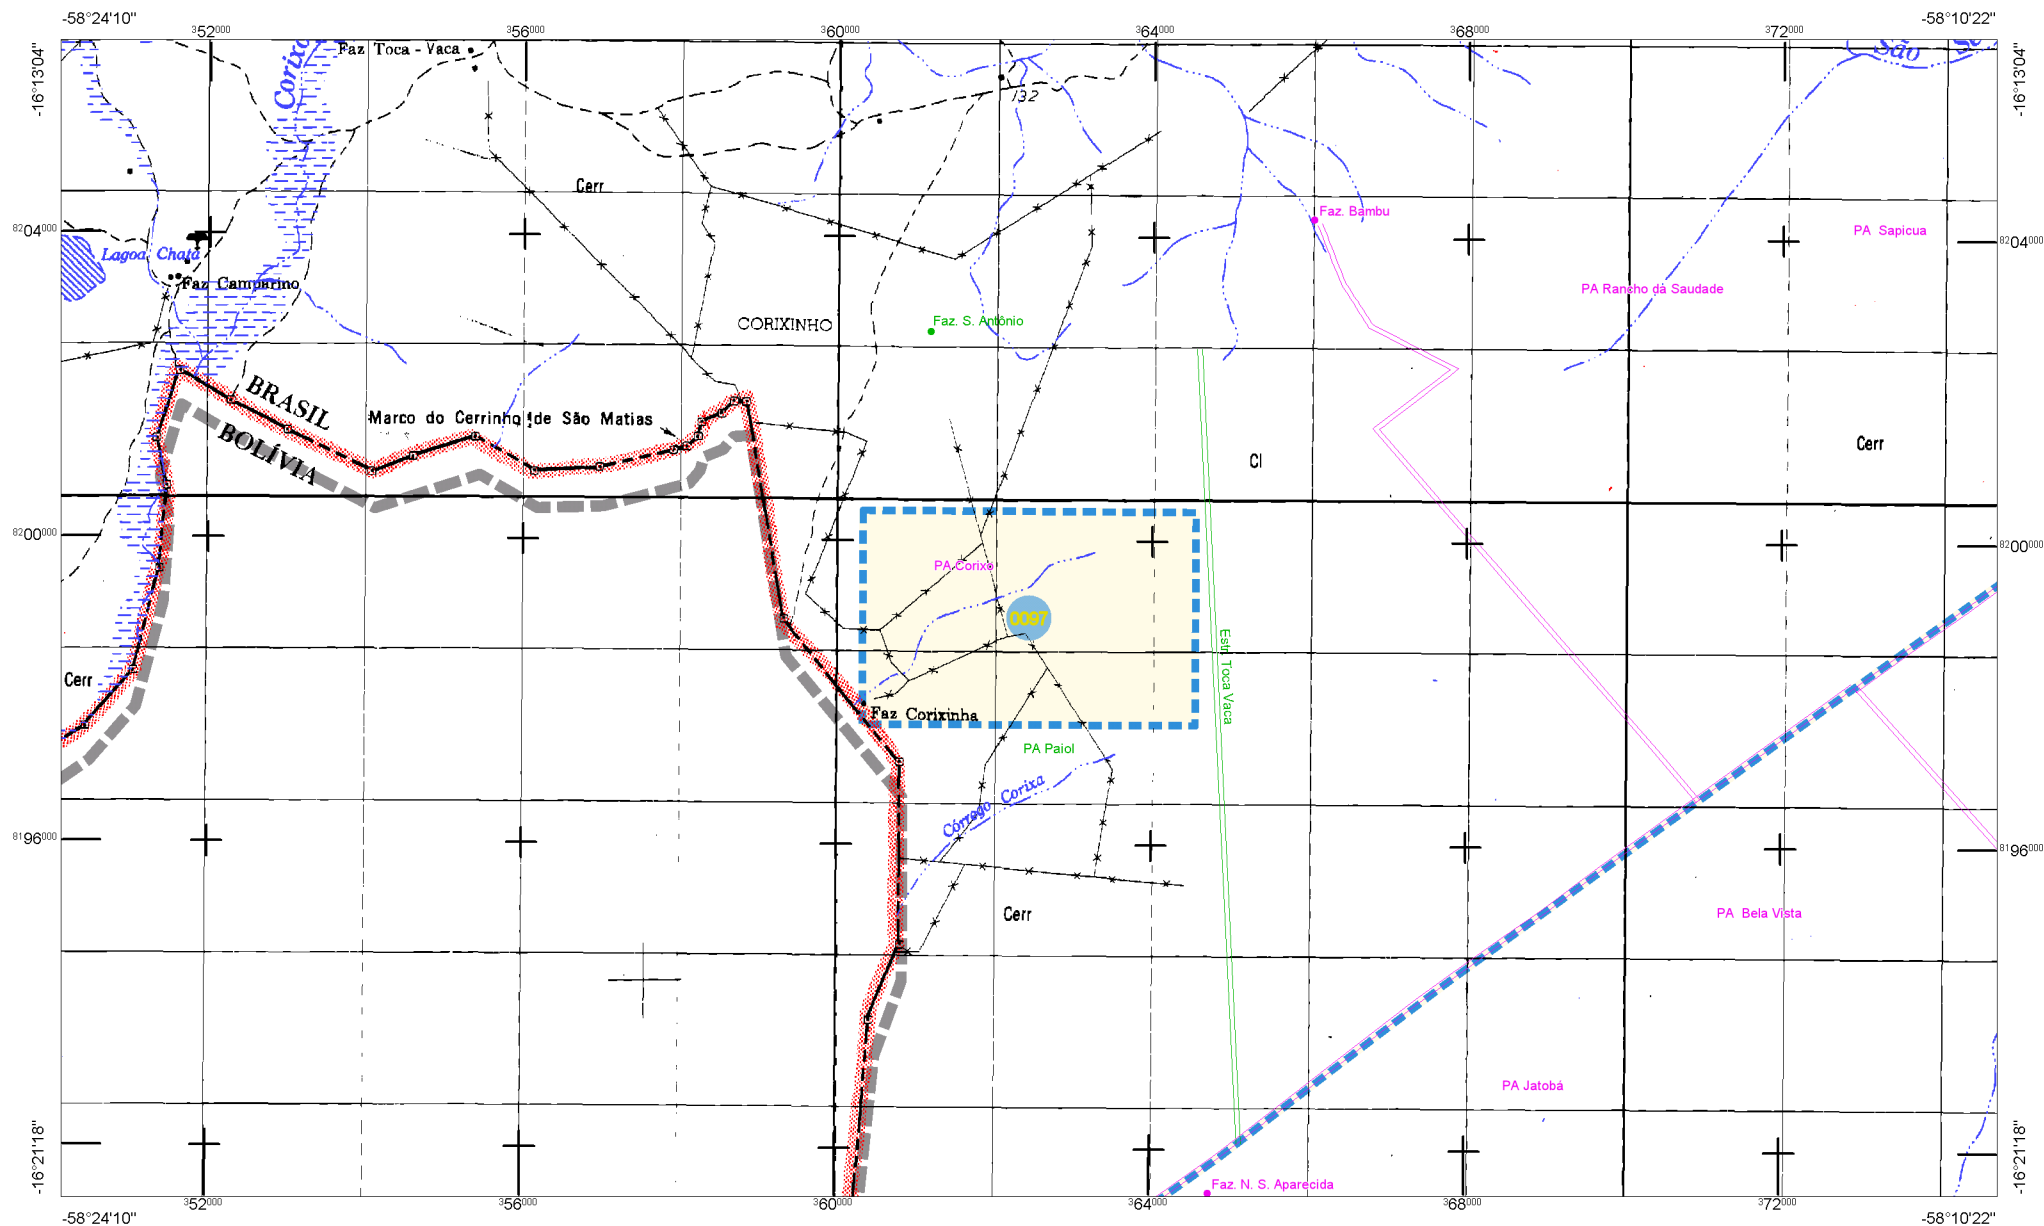 -58°24'10"
-58°10'22"
352000
356000
360000
364000
368000
372000
-16°13'04"
-16°13'04"
Corixo
Faz Toca - Vaca
São
132
Cerr
Faz. Bambu
8204000
8204000
PA Sapicua
Lagoa Chata
Faz Camparino
PA Rancho dá Saudade
CORIXINHO
Faz. S. Antônio
BRASIL
BOLÍVIA
Marco do Cerrinho de São Matias
Cl
Cerr
8200000
8200000
PA Corixo
0097
Estr. Toca Vaca
Cerr
Faz Corixinha
PA Paiol
Córrego Corixa
8196000
8196000
Cerr
PA Bela Vista
PA Jatobá
-16°21'18"
-16°21'18"
Faz. N. S. Aparecida
352000
356000
360000
364000
368000
372000
-58°24'10"
-58°10'22"